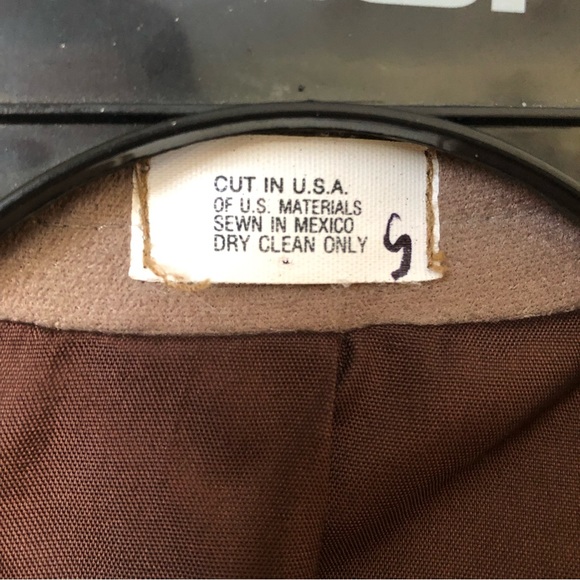 CUT IN U.S.A.
OF U.S. MATERIALS
SEWN IN MEXICO
DRY CLEAN ONLY